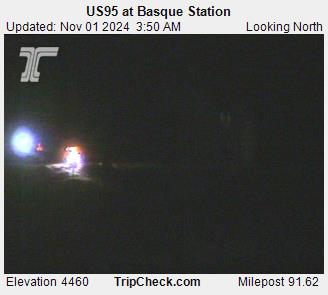 US95 at Basque Station
Updated: Nov 01 2024  3:50 AM Looking North
Elevation 4460 TripCheck.com Milepost 91.62